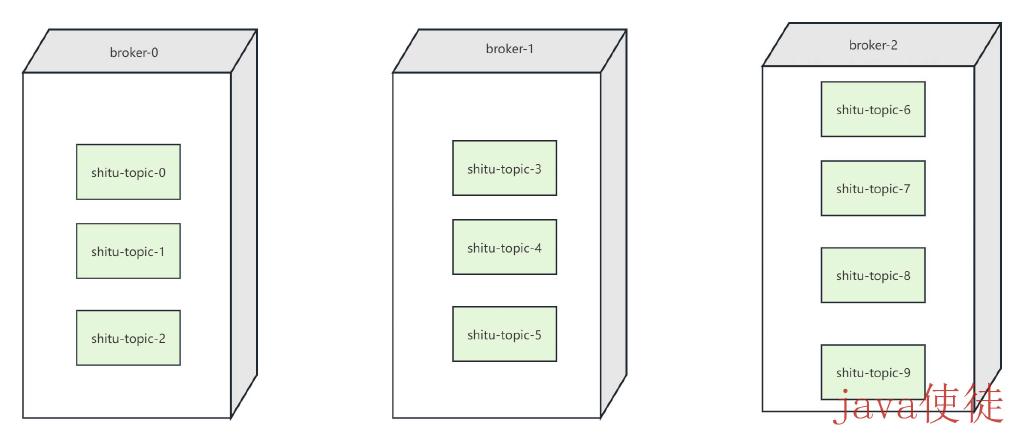 broker-0
shitu-topic-0
shitu-topic-1
shitu-topic-2
broker-1
shitu-topic-3
shitu-topic-4
shitu-topic-5
broker-2
shitu-topic-6
shitu-topic-7
shitu-topic-8
shitu-topic-9
java使徒